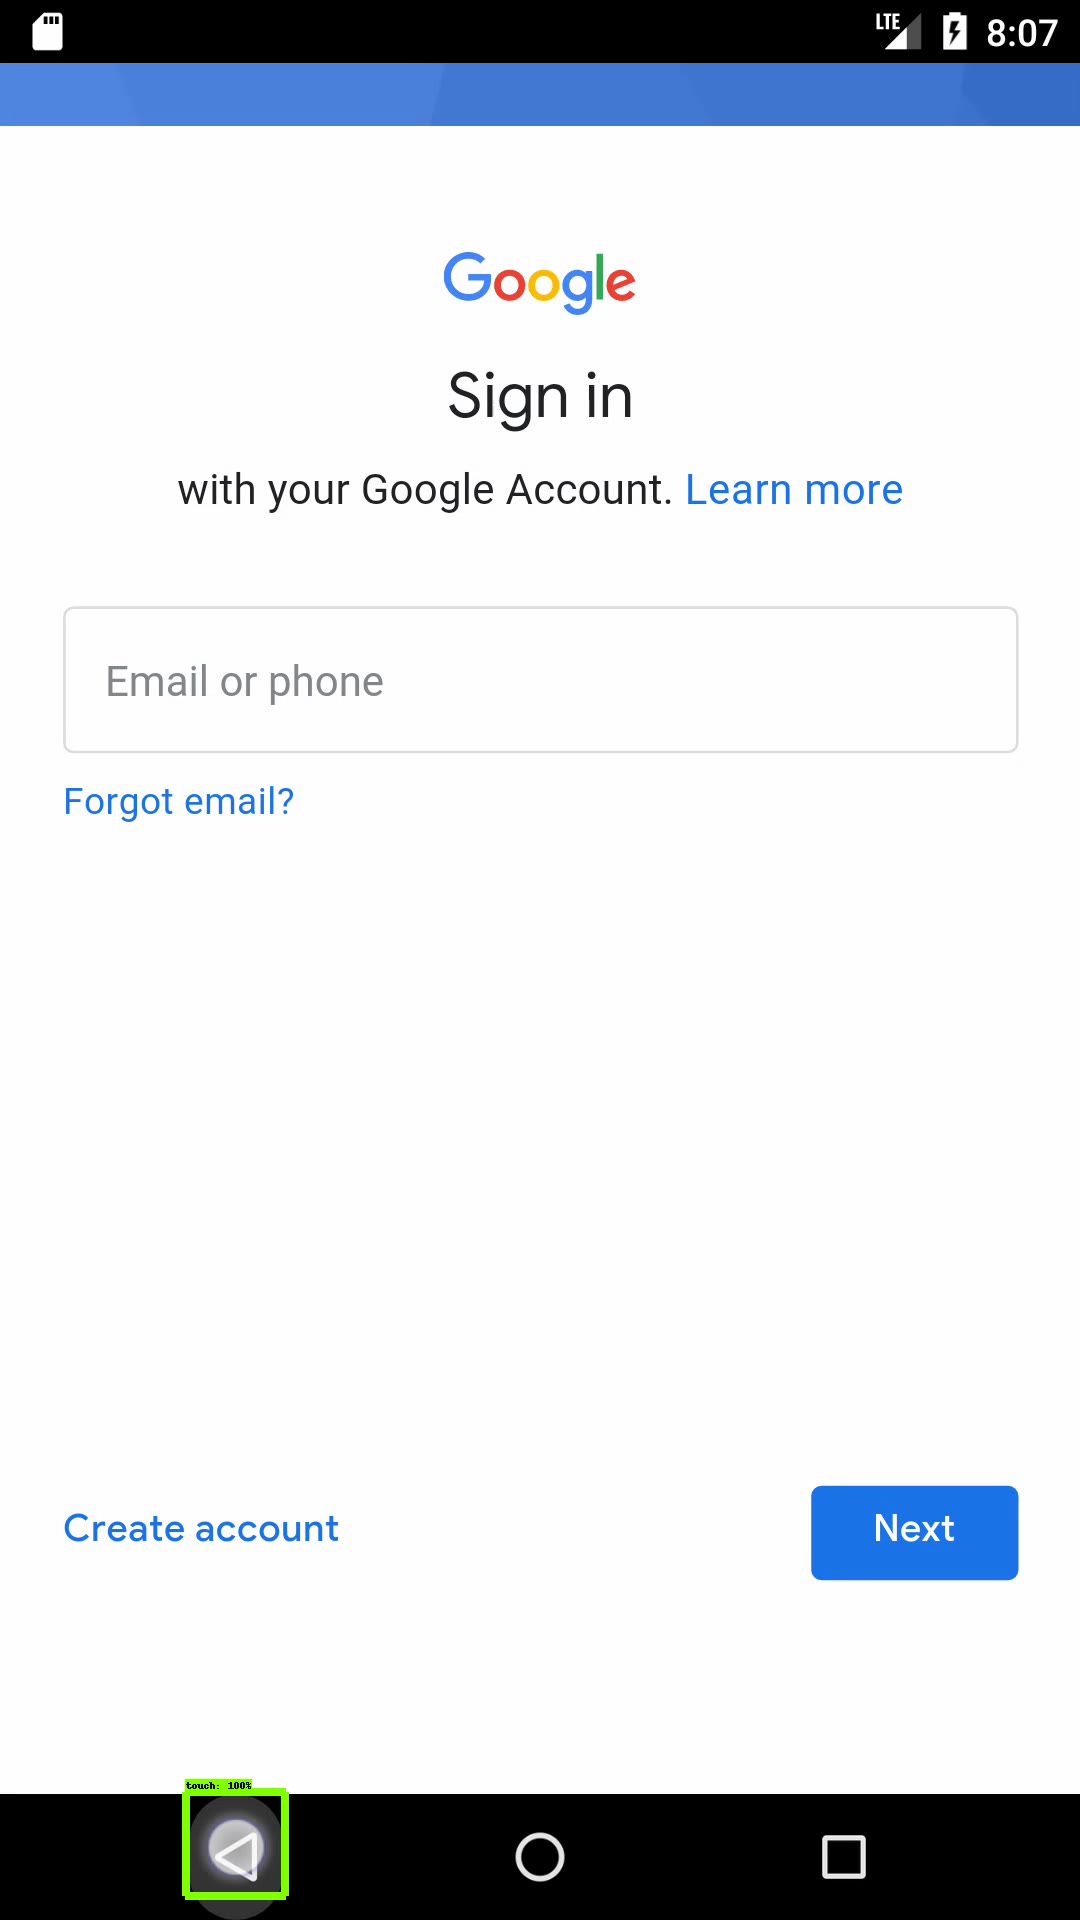 LTE 8:07
Google
Sign in
with your Google Account. Learn more
Email or phone
Forgot email?
Create account
Next
touch: 100%